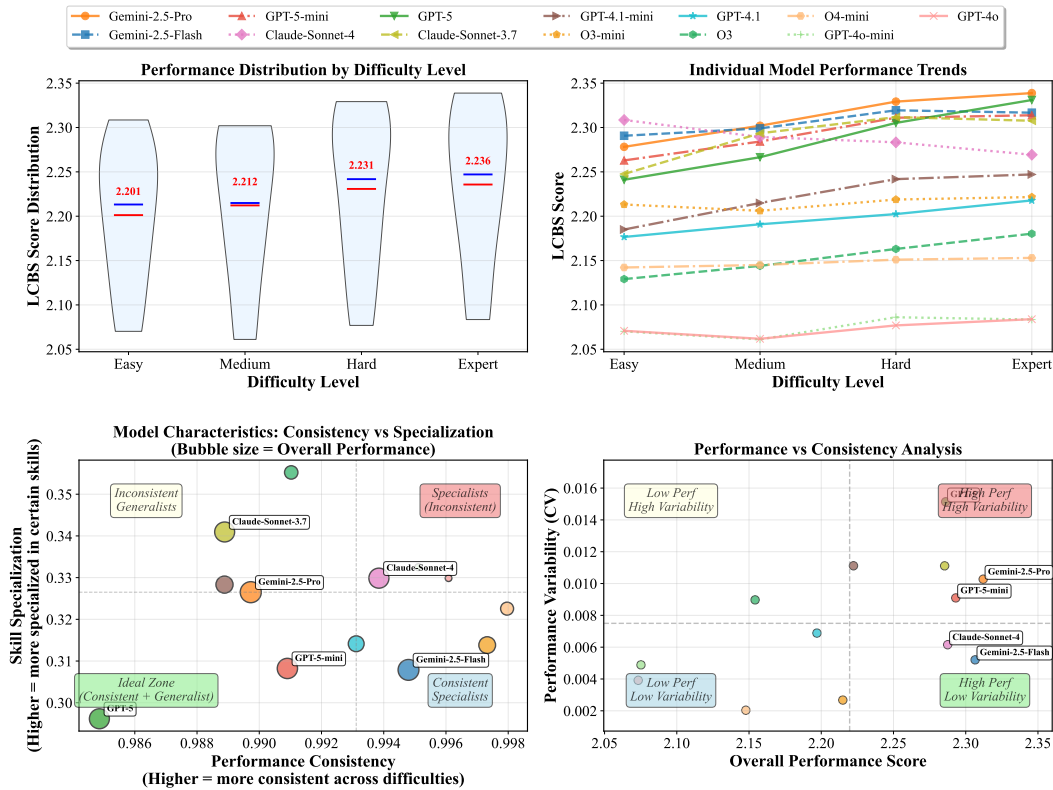 Gemini-2.5-Pro GPT-5-mini GPT-5 GPT-4.1-mini GPT-4.1 O4-mini GPT-4o
Gemini-2.5-Flash Claude-Sonnet-4 Claude-Sonnet-3.7 O3-mini O3 GPT-4o-mini
Performance Distribution by Difficulty Level
LCBS Score Distribution
2.35
2.30
2.25
2.20
2.15
2.10
2.05
2.201
2.212
2.231
2.236
Easy Medium Hard Expert
Difficulty Level
Individual Model Performance Trends
LCBS Score
2.35
2.30
2.25
2.20
2.15
2.10
2.05
Easy Medium Hard Expert
Difficulty Level
Model Characteristics: Consistency vs Specialization
(Bubble size = Overall Performance)
Skill Specialization
(Higher = more specialized in certain skills)
0.35
0.34
0.33
0.32
0.31
0.30
Inconsistent
Generalists
Specialists
(Inconsistent)
Claude-Sonnet-3.7
Claude-Sonnet-4
Gemini-2.5-Pro
GPT-5-mini
Gemini-2.5-Flash
Ideal Zone
(Consistent + Generalist)
Consistent
Specialists
GPT-5
0.986 0.988 0.990 0.992 0.994 0.996 0.998
Performance Consistency
(Higher = more consistent across difficulties)
Performance vs Consistency Analysis
Performance Variability (CV)
0.016
0.014
0.012
0.010
0.008
0.006
0.004
0.002
Low Perf
High Variability
GPT-5
High Perf
High Variability
Gemini-2.5-Pro
GPT-5-mini
Claude-Sonnet-4
Gemini-2.5-Flash
Low Perf
Low Variability
High Perf
Low Variability
2.05 2.10 2.15 2.20 2.25 2.30 2.35
Overall Performance Score